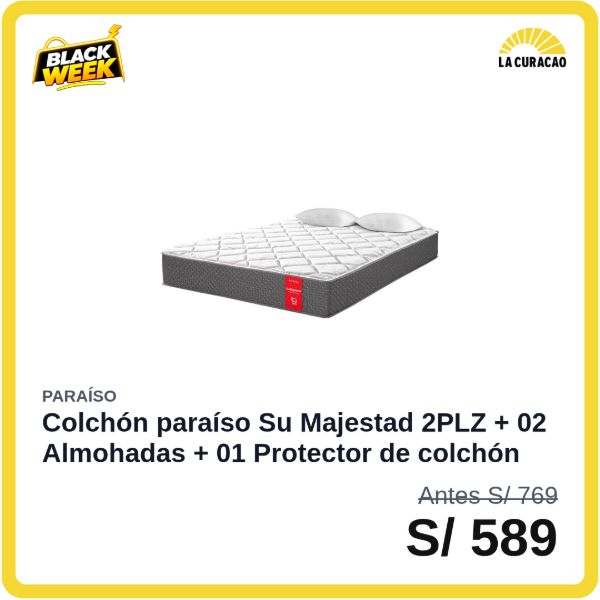 BLACK
WEEK
LA CURACAO
PARAÍSO
Colchón paraíso Su Majestad 2PLZ + 02
Almohadas + 01 Protector de colchón
Antes S/ 769
S/ 589